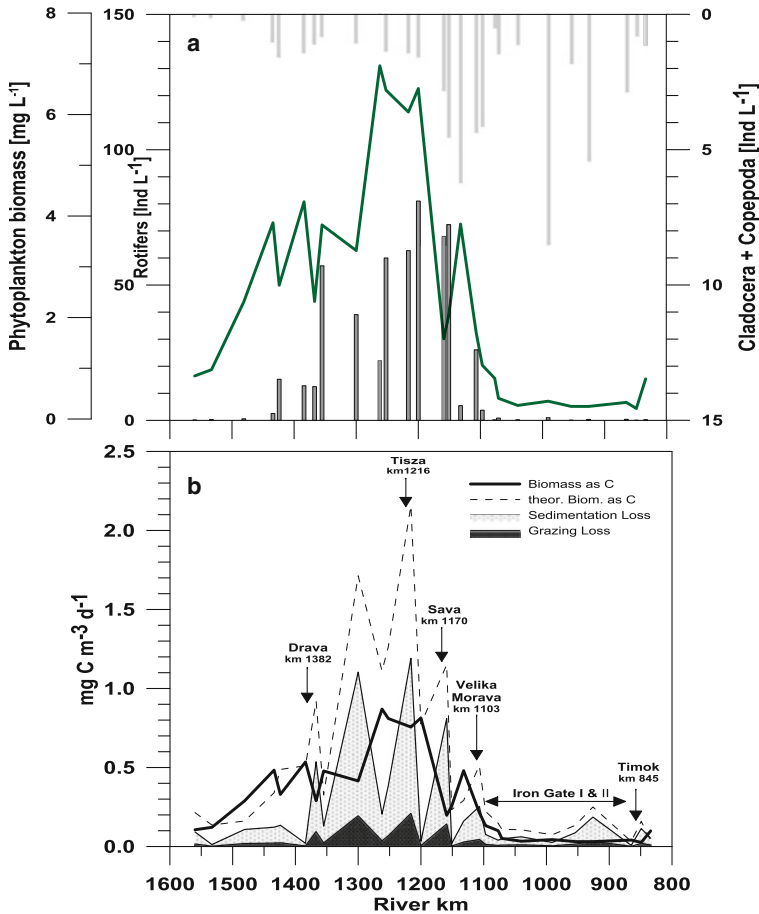 8
6
4
2
0
Phytoplankton biomass [mg L-1]
150
100
50
0
Rotifers [Ind L-1]
a
0
5
10
15
Cladocera + Copepoda [Ind L-1]
2.5
2.0
1.5
1.0
0.5
0.0
mg C m-3 d-1
b
Tisza
km1216
Biomass as C
theor. Biom. as C
Sedimentation Loss
Grazing Loss
Drava
km 1382
Sava
km 1170
Velika
Morava
km 1103
Iron Gate I & II
Timok
km 845
1600 1500 1400 1300 1200 1100 1000 900 800
River km